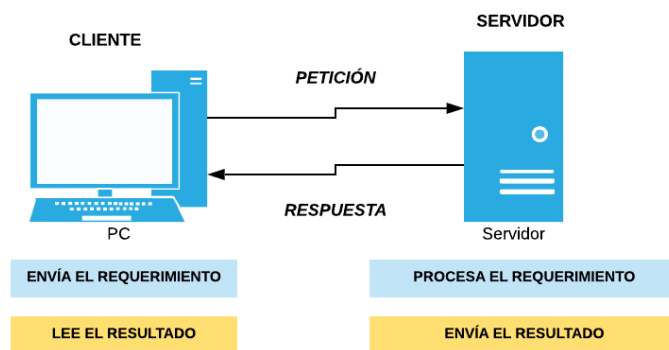 SERVIDOR
CLIENTE
PETICIÓN
RESPUESTA
PC
Servidor
ENVÍA EL REQUERIMIENTO
PROCESA EL REQUERIMIENTO
LEE EL RESULTADO
ENVÍA EL RESULTADO